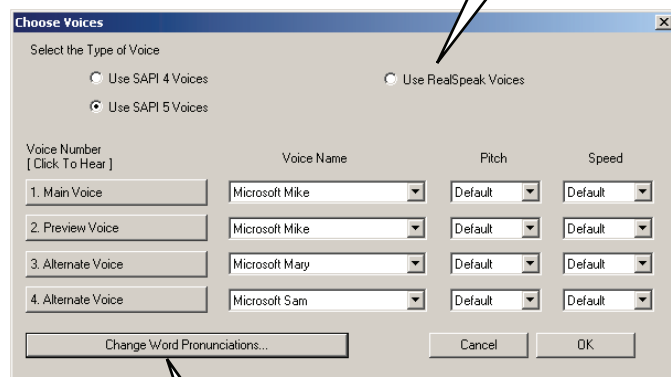 Choose Voices
Select the Type of Voice
Use SAPI 4 Voices
Use RealSpeak Voices
Use SAPI 5 Voices
Voice Number
[ Click To Hear ]
Voice Name Pitch Speed
1. Main Voice Microsoft Mike Default Default
2. Preview Voice Microsoft Mike Default Default
3. Alternate Voice Microsoft Mary Default Default
4. Alternate Voice Microsoft Sam Default Default
Change Word Pronunciations... Cancel OK